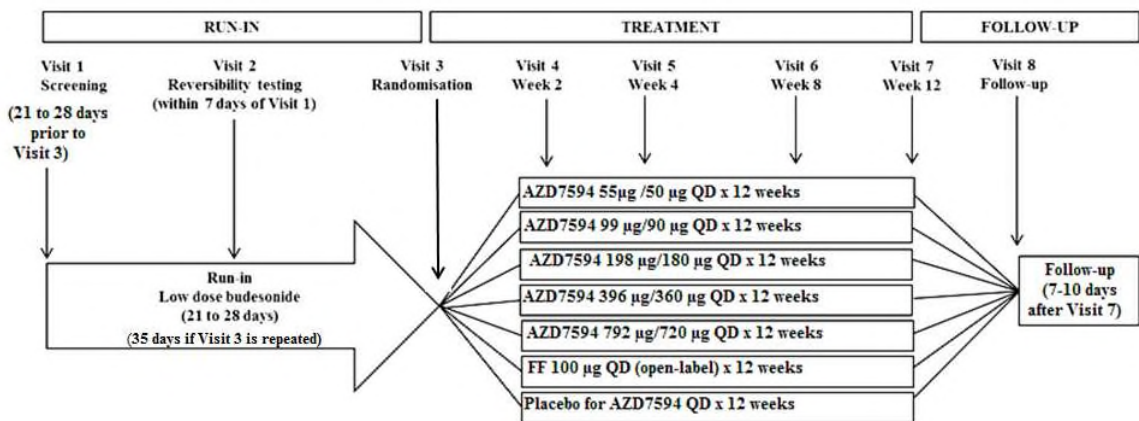 RUN-IN
TREATMENT
FOLLOW-UP
Visit 1
Screening
(21 to 28 days
prior to
Visit 3)
Visit 2
Reversibility testing
(within 7 days of Visit 1)
Visit 3
Randomisation
Visit 4
Week 2
Visit 5
Week 4
Visit 6
Week 8
Visit 7
Week 12
Visit 8
Follow-up
Run-in
Low dose budesonide
(21 to 28 days)
(35 days if Visit 3 is repeated)
AZD7594 55µg /50 µg QD x 12 weeks
AZD7594 99 µg/90 µg QD x 12 weeks
AZD7594 198 µg/180 µg QD x 12 weeks
AZD7594 396 µg/360 µg QD x 12 weeks
AZD7594 792 µg/720 µg QD x 12 weeks
FF 100 µg QD (open-label) x 12 weeks
Placebo for AZD7594 QD x 12 weeks
Follow-up
(7-10 days
after Visit 7)